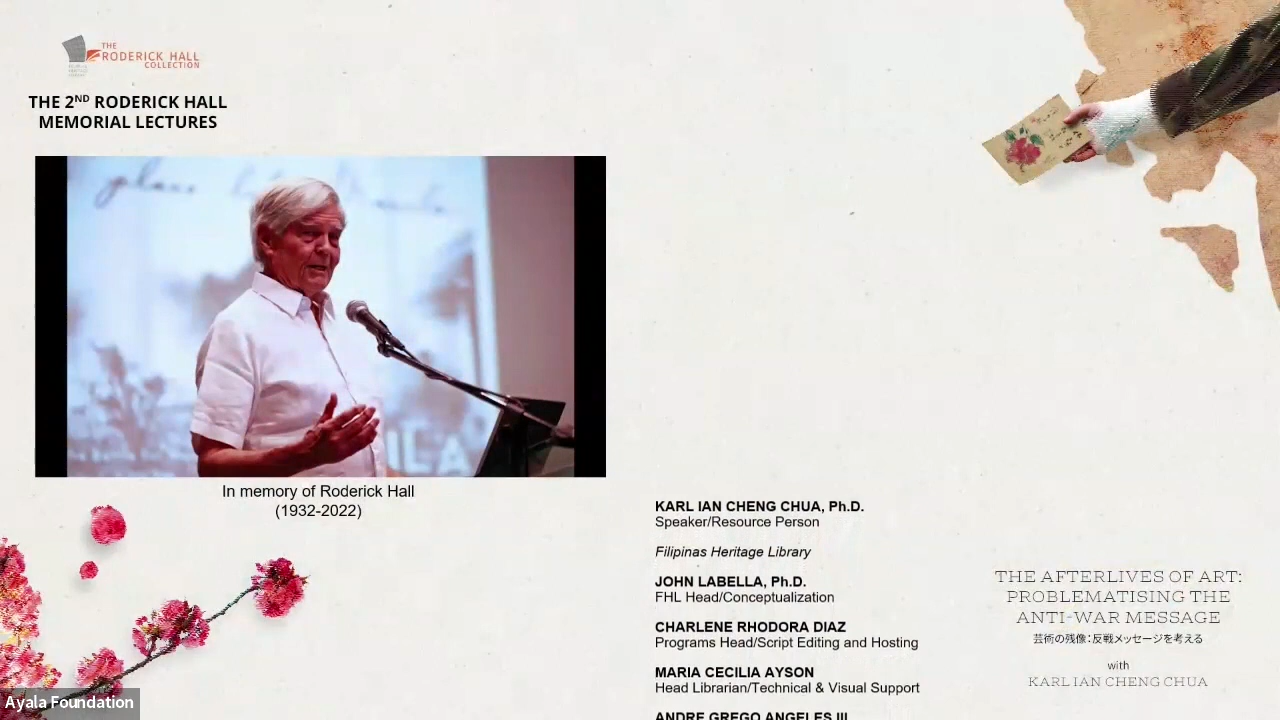 THE
RODERICK HALL
COLLECTION
THE 2ND RODERICK HALL
MEMORIAL LECTURES
In memory of Roderick Hall
(1932-2022)
KARL IAN CHENG CHUA, Ph.D.
Speaker/Resource Person
Filipinas Heritage Library
JOHN LABELLA, Ph.D.
FHL Head/Conceptualization
CHARLENE RHODORA DIAZ
Programs Head/Script Editing and Hosting
MARIA CECILIA AYSON
Head Librarian/Technical & Visual Support
ANDRE GREGO ANGELES III
THE AFTERLIVES OF ART:
PROBLEMATISING THE
ANTI-WAR MESSAGE
芸術の残像：反戦メッセージを考える
with
KARL IAN CHENG CHUA
Ayala Foundation